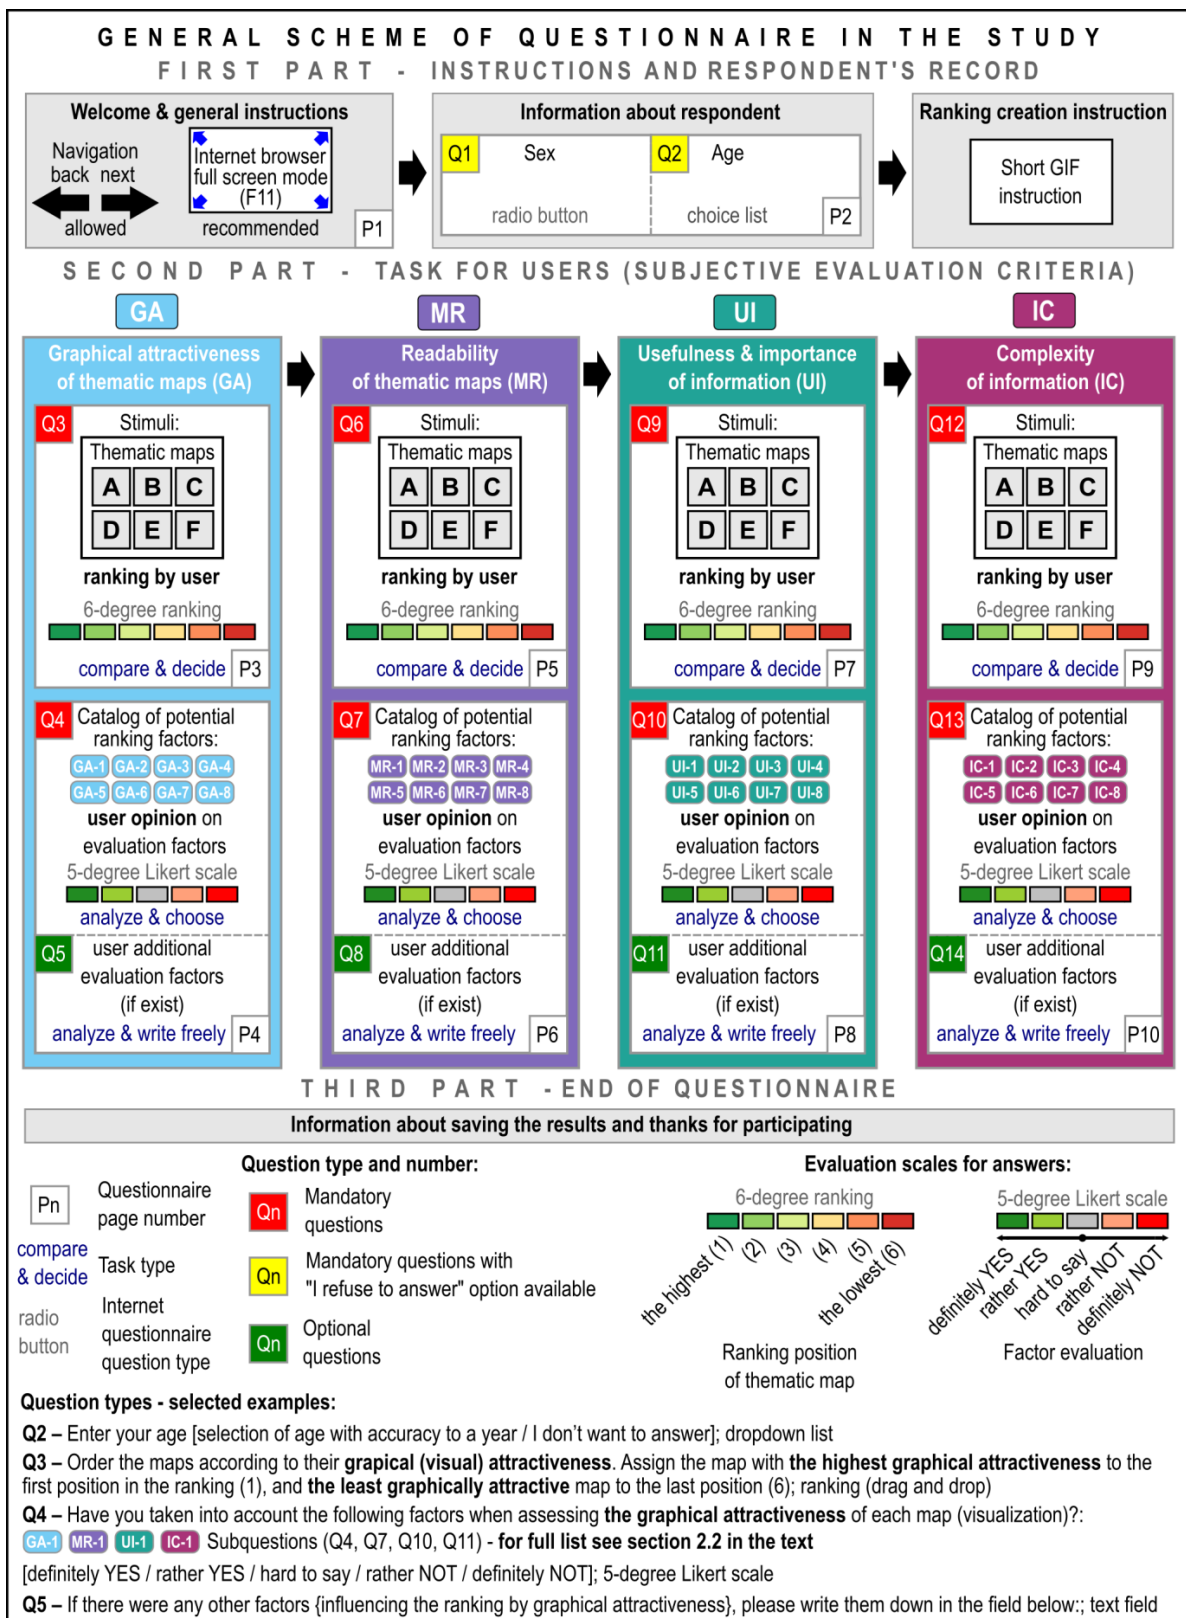 GENERAL SCHEME OF QUESTIONNAIRE IN THE STUDY
FIRST PART - INSTRUCTIONS AND RESPONDENT'S RECORD
Welcome & general instructions
Navigation
back next
allowed
Internet browser
full screen mode
(F11)
recommended
P1
Information about respondent
Q1 Sex
radio button
Q2 Age
choice list
P2
Ranking creation instruction
Short GIF
instruction
SECOND PART - TASK FOR USERS (SUBJECTIVE EVALUATION CRITERIA)
GA
Graphical attractiveness
of thematic maps (GA)
Q3 Stimuli:
Thematic maps
A B C
D E F
ranking by user
6-degree ranking
compare & decide P3
Q4 Catalog of potential
ranking factors:
GA-1 GA-2 GA-3 GA-4
GA-5 GA-6 GA-7 GA-8
user opinion on
evaluation factors
5-degree Likert scale
analyze & choose
Q5 user additional
evaluation factors
(if exist)
analyze & write freely P4
MR
Readability
of thematic maps (MR)
Q6 Stimuli:
Thematic maps
A B C
D E F
ranking by user
6-degree ranking
compare & decide P5
Q7 Catalog of potential
ranking factors:
MR-1 MR-2 MR-3 MR-4
MR-5 MR-6 MR-7 MR-8
user opinion on
evaluation factors
5-degree Likert scale
analyze & choose
Q8 user additional
evaluation factors
(if exist)
analyze & write freely P6
UI
Usefulness & importance
of information (UI)
Q9 Stimuli:
Thematic maps
A B C
D E F
ranking by user
6-degree ranking
compare & decide P7
Q10 Catalog of potential
ranking factors:
UI-1 UI-2 UI-3 UI-4
UI-5 UI-6 UI-7 UI-8
user opinion on
evaluation factors
5-degree Likert scale
analyze & choose
Q11 user additional
evaluation factors
(if exist)
analyze & write freely P8
IC
Complexity
of information (IC)
Q12 Stimuli:
Thematic maps
A B C
D E F
ranking by user
6-degree ranking
compare & decide P9
Q13 Catalog of potential
ranking factors:
IC-1 IC-2 IC-3 IC-4
IC-5 IC-6 IC-7 IC-8
user opinion on
evaluation factors
5-degree Likert scale
analyze & choose
Q14 user additional
evaluation factors
(if exist)
analyze & write freely P10
THIRD PART - END OF QUESTIONNAIRE
Information about saving the results and thanks for participating
Pn Questionnaire
page number
compare
& decide Task type
radio
button Internet
questionnaire
question type
Question type and number:
Qn Mandatory
questions
Qn Mandatory questions with
"I refuse to answer" option available
Qn Optional
questions
Evaluation scales for answers:
6-degree ranking
the highest (1)
(2)
(3)
(4)
(5)
the lowest (6)
Ranking position
of thematic map
5-degree Likert scale
definitely YES
rather YES
hard to say
rather NOT
definitely NOT
Factor evaluation
Question types - selected examples:
Q2 – Enter your age [selection of age with accuracy to a year / I don't want to answer]; dropdown list
Q3 – Order the maps according to their grapical (visual) attractiveness. Assign the map with the highest graphical attractiveness to the
first position in the ranking (1), and the least graphically attractive map to the last position (6); ranking (drag and drop)
Q4 – Have you taken into account the following factors when assessing the graphical attractiveness of each map (visualization)?:
GA-1 MR-1 UI-1 IC-1 Subquestions (Q4, Q7, Q10, Q11) - for full list see section 2.2 in the text
[definitely YES / rather YES / hard to say / rather NOT / definitely NOT]; 5-degree Likert scale
Q5 – If there were any other factors {influencing the ranking by graphical attractiveness}, please write them down in the field below:; text field